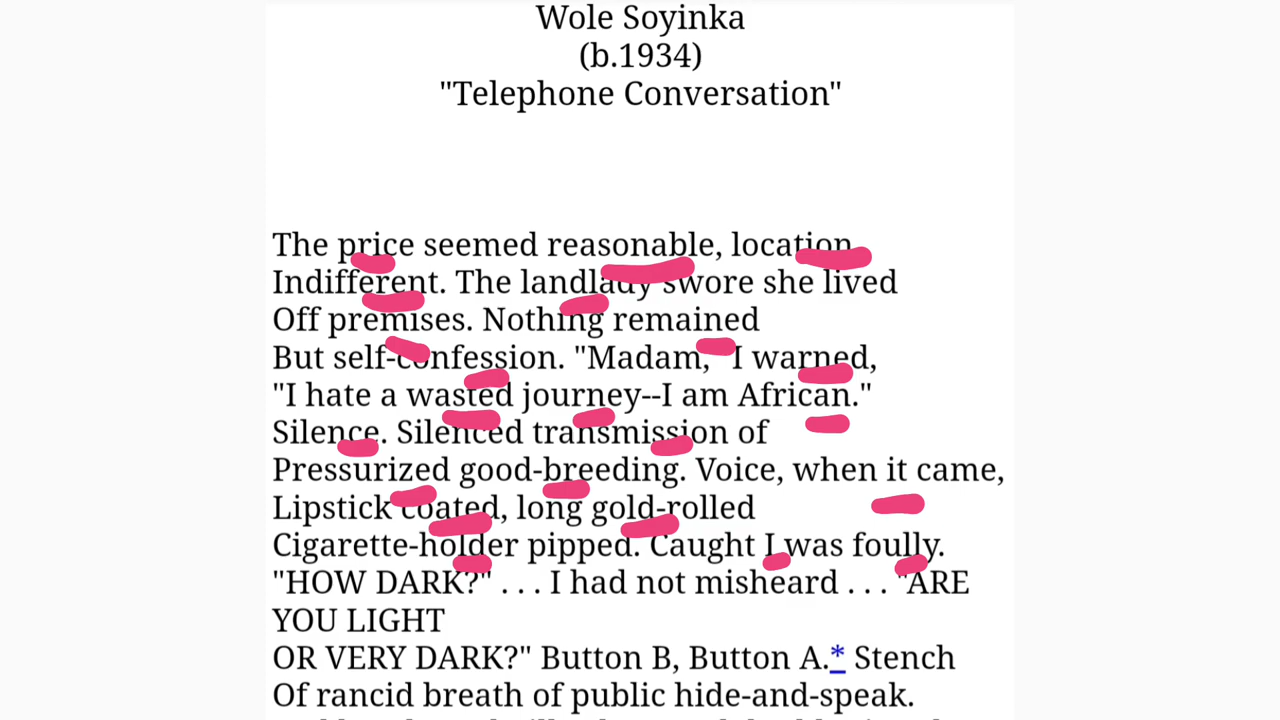 Wole Soyinka
(b.1934)
"Telephone Conversation"
The price seemed reasonable, location
Indifferent. The landlady swore she lived
Off premises. Nothing remained
But self-confession. "Madam," I warned,
"I hate a wasted journey--I am African."
Silence. Silenced transmission of
Pressurized good-breeding. Voice, when it came,
Lipstick coated, long gold-rolled
Cigarette-holder pipped. Caught I was foully.
"HOW DARK?" . . . I had not misheard . . . "ARE
YOU LIGHT
OR VERY DARK?" Button B, Button A.* Stench
Of rancid breath of public hide-and-speak.